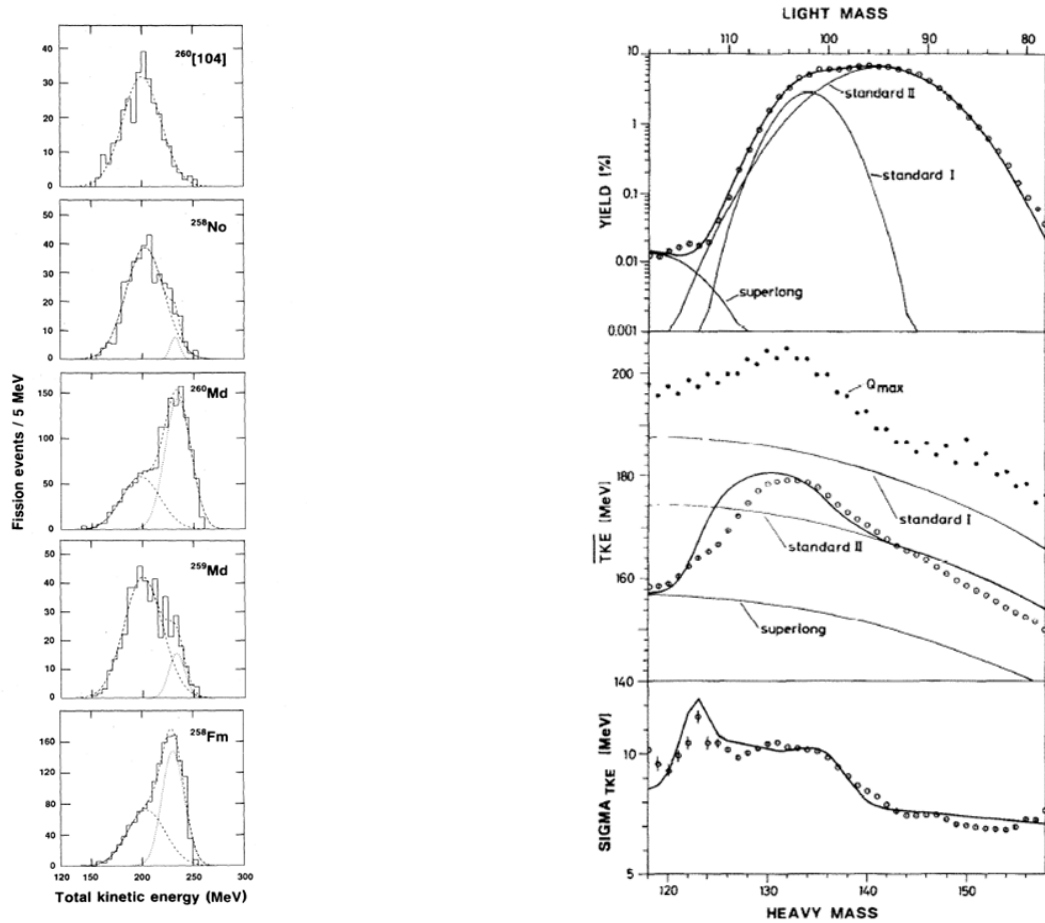 40
30
20
10
0
260[104]
50
40
30
20
10
0
258No
150
100
50
0
260Md
50
40
30
20
10
0
259Md
160
120
80
40
0
258Fm
Fission events / 5 MeV
120 150 200 250 300
Total kinetic energy (MeV)
LIGHT MASS
110 100 90 80
10
1
0.1
0.01
0.001
YIELD [%]
standard II
standard I
superlong
200
180
160
140
TKE [MeV]
Qmax
standard I
standard II
superlong
10
5
SIGMA TKE [MeV]
120 130 140 150
HEAVY MASS